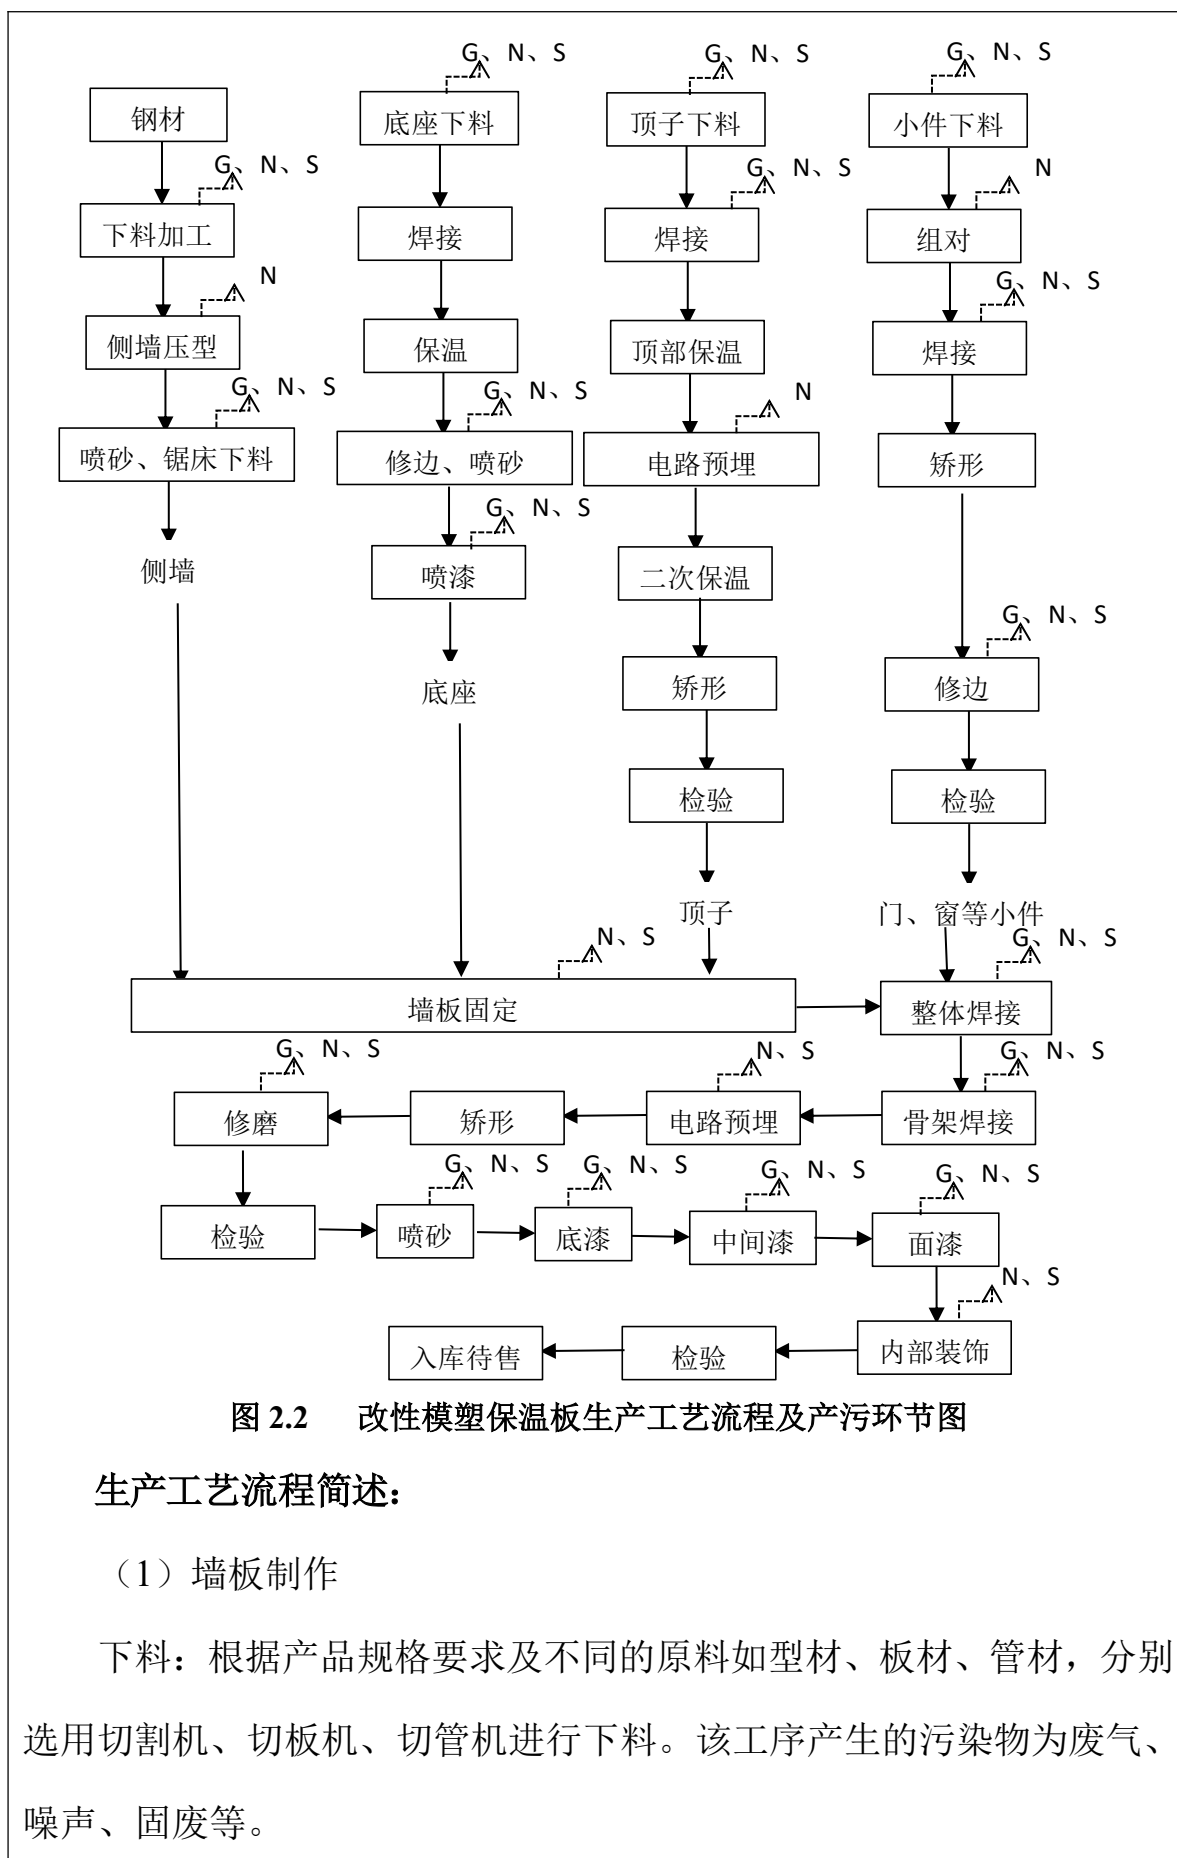 G、N、S G、N、S G、N、S
钢材 底座下料 顶子下料 小件下料
G、N、S G、N、S N
下料加工 焊接 焊接 组对
N G、N、S
侧墙压型 保温 顶部保温 焊接
G、N、S G、N、S N
喷砂、锯床下料 修边、喷砂 电路预埋 矫形
G、N、S
侧墙 喷漆 二次保温
G、N、S
底座 矫形 修边
检验 检验
顶子 门、窗等小件
N、S G、N、S
墙板固定 整体焊接
G、N、S N、S G、N、S
修磨 矫形 电路预埋 骨架焊接
G、N、S G、N、S G、N、S G、N、S
检验 喷砂 底漆 中间漆 面漆
N、S
入库待售 检验 内部装饰
图 2.2 改性模塑保温板生产工艺流程及产污环节图
生产工艺流程简述：
（1）墙板制作
下料：根据产品规格要求及不同的原料如型材、板材、管材，分别
选用切割机、切板机、切管机进行下料。该工序产生的污染物为废气、
噪声、固废等。